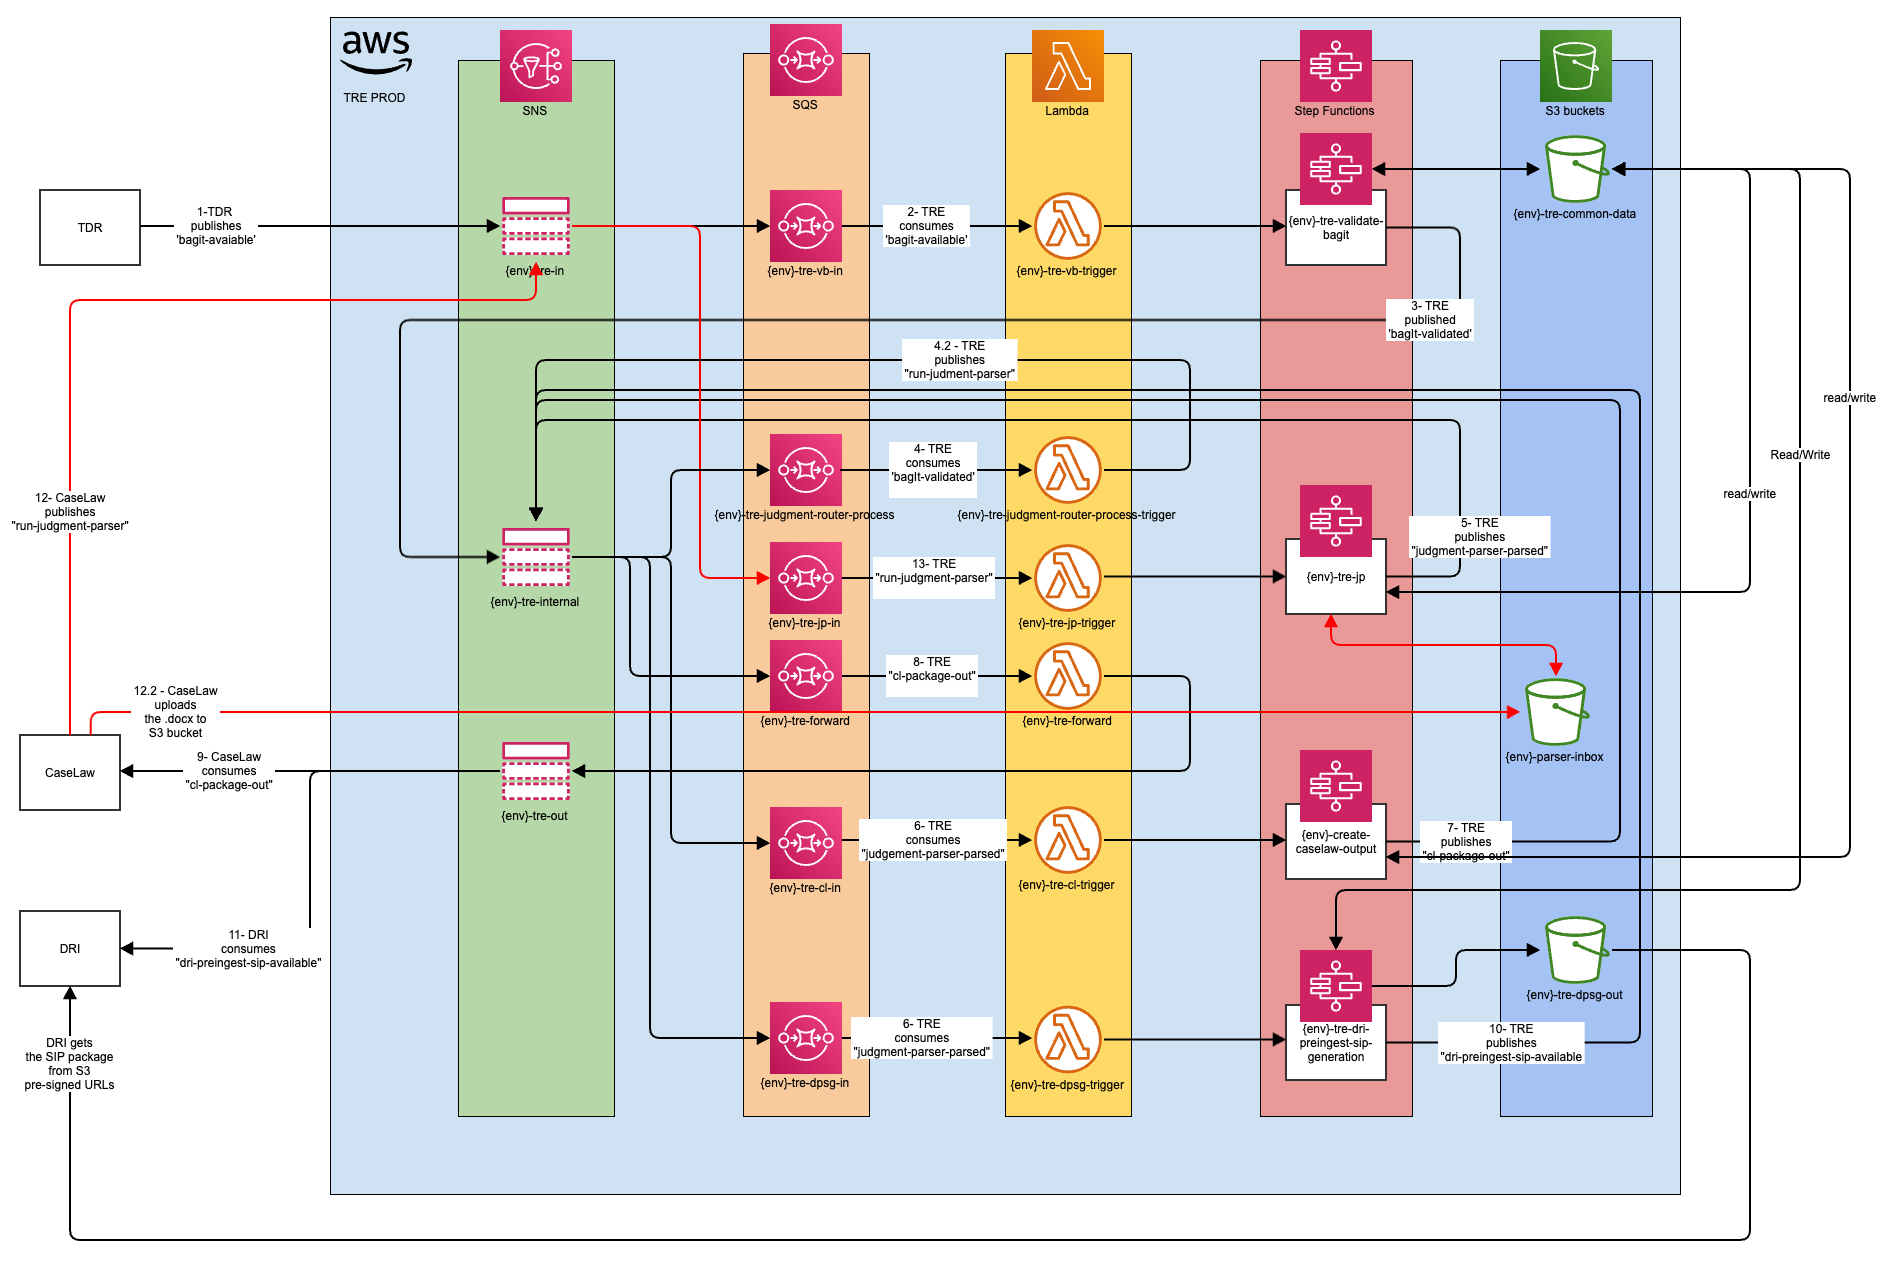 aws
TRE PROD
SNS
SQS
Lambda
Step Functions
S3 buckets
TDR
1-TDR
publishes
'bagit-avaiable'
{env}-tre-in
{env}-tre-vb-in
2- TRE
consumes
'bagit-available'
{env}-tre-vb-trigger
{env}-tre-validate-
bagit
{env}-tre-common-data
3- TRE
published
'bagIt-validated'
4.2 - TRE
publishes
"run-judment-parser"
read/write
Read/Write
read/write
12- CaseLaw
publishes
"run-judgment-parser"
4- TRE
consumes
'bagIt-validated'
{env}-tre-judgment-router-process
{env}-tre-judgment-router-process-trigger
5- TRE
publishes
"judgment-parser-parsed"
{env}-tre-internal
{env}-tre-jp-in
13- TRE
"run-judgment-parser"
{env}-tre-jp-trigger
{env}-tre-jp
8- TRE
"cl-package-out"
{env}-tre-forward
{env}-tre-forward
12.2 - CaseLaw
uploads
the .docx to
S3 bucket
{env}-parser-inbox
CaseLaw
9- CaseLaw
consumes
"cl-package-out"
{env}-tre-out
6- TRE
consumes
"judgement-parser-parsed"
{env}-tre-cl-in
{env}-tre-cl-trigger
{env}-create-
caselaw-output
7- TRE
publishes
"cl-package-out"
DRI
11- DRI
consumes
"dri-preingest-sip-available"
{env}-tre-dpsg-out
DRI gets
the SIP package
from S3
pre-signed URLs
6- TRE
consumes
"judgment-parser-parsed"
{env}-tre-dpsg-in
{env}-tre-dpsg-trigger
{env}-tre-dri-
preingest-sip-
generation
10- TRE
publishes
"dri-preingest-sip-available